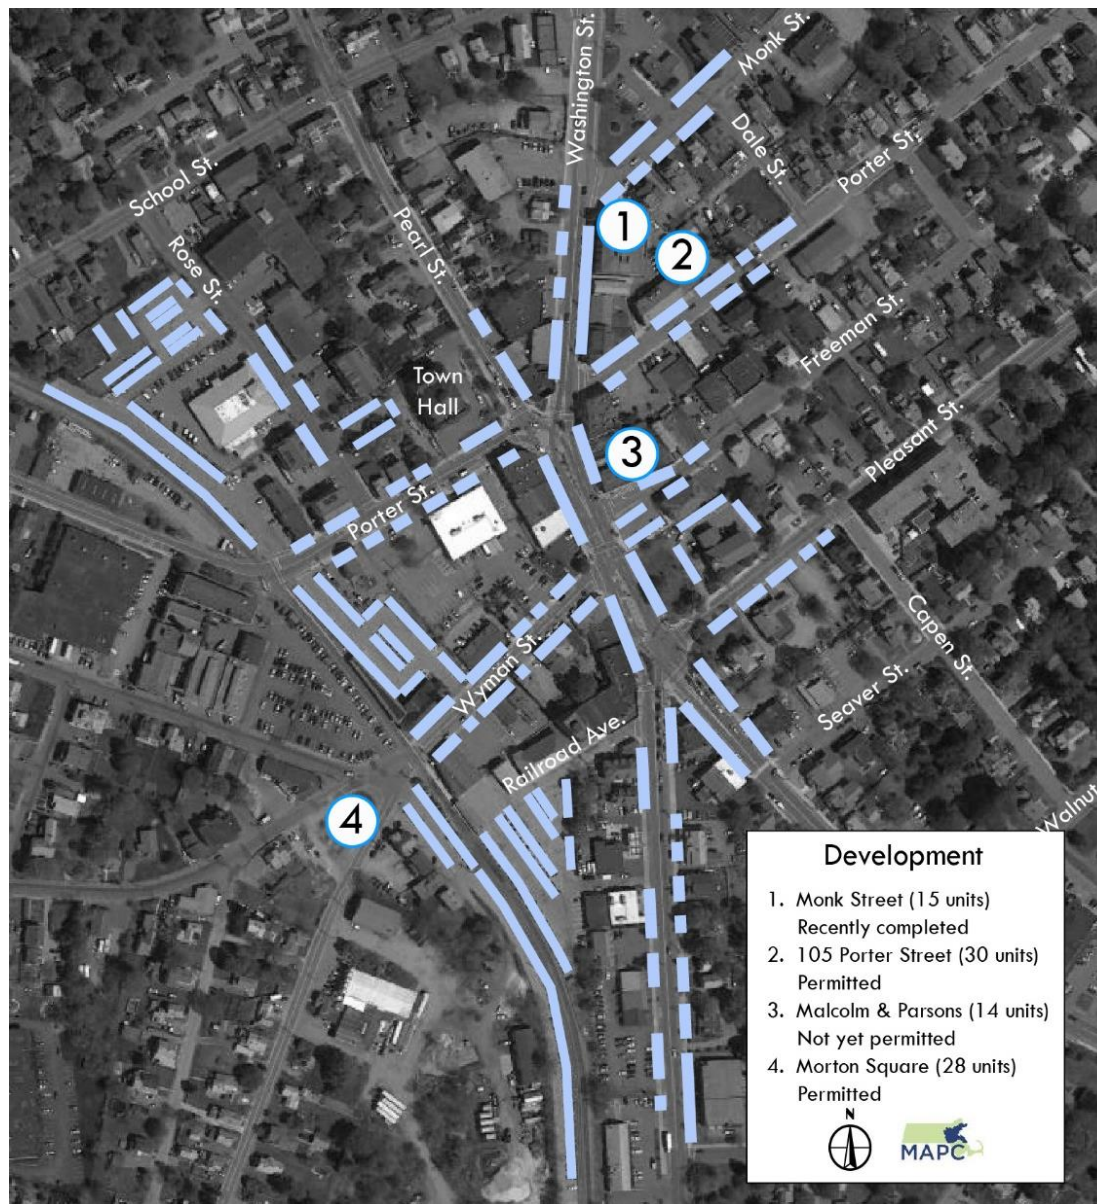 Washington St.
Monk St.
Dale St.
Porter St.
School St.
Pearl St.
Rose St.
1
2
Freeman St.
Town
Hall
3
Pleasant St.
Porter St.
Capen St.
Wyman St.
Seaver St.
Railroad Ave.
Walnut
4
Development
1. Monk Street (15 units)
Recently completed
2. 105 Porter Street (30 units)
Permitted
3. Malcolm & Parsons (14 units)
Not yet permitted
4. Morton Square (28 units)
Permitted
N
MAPC